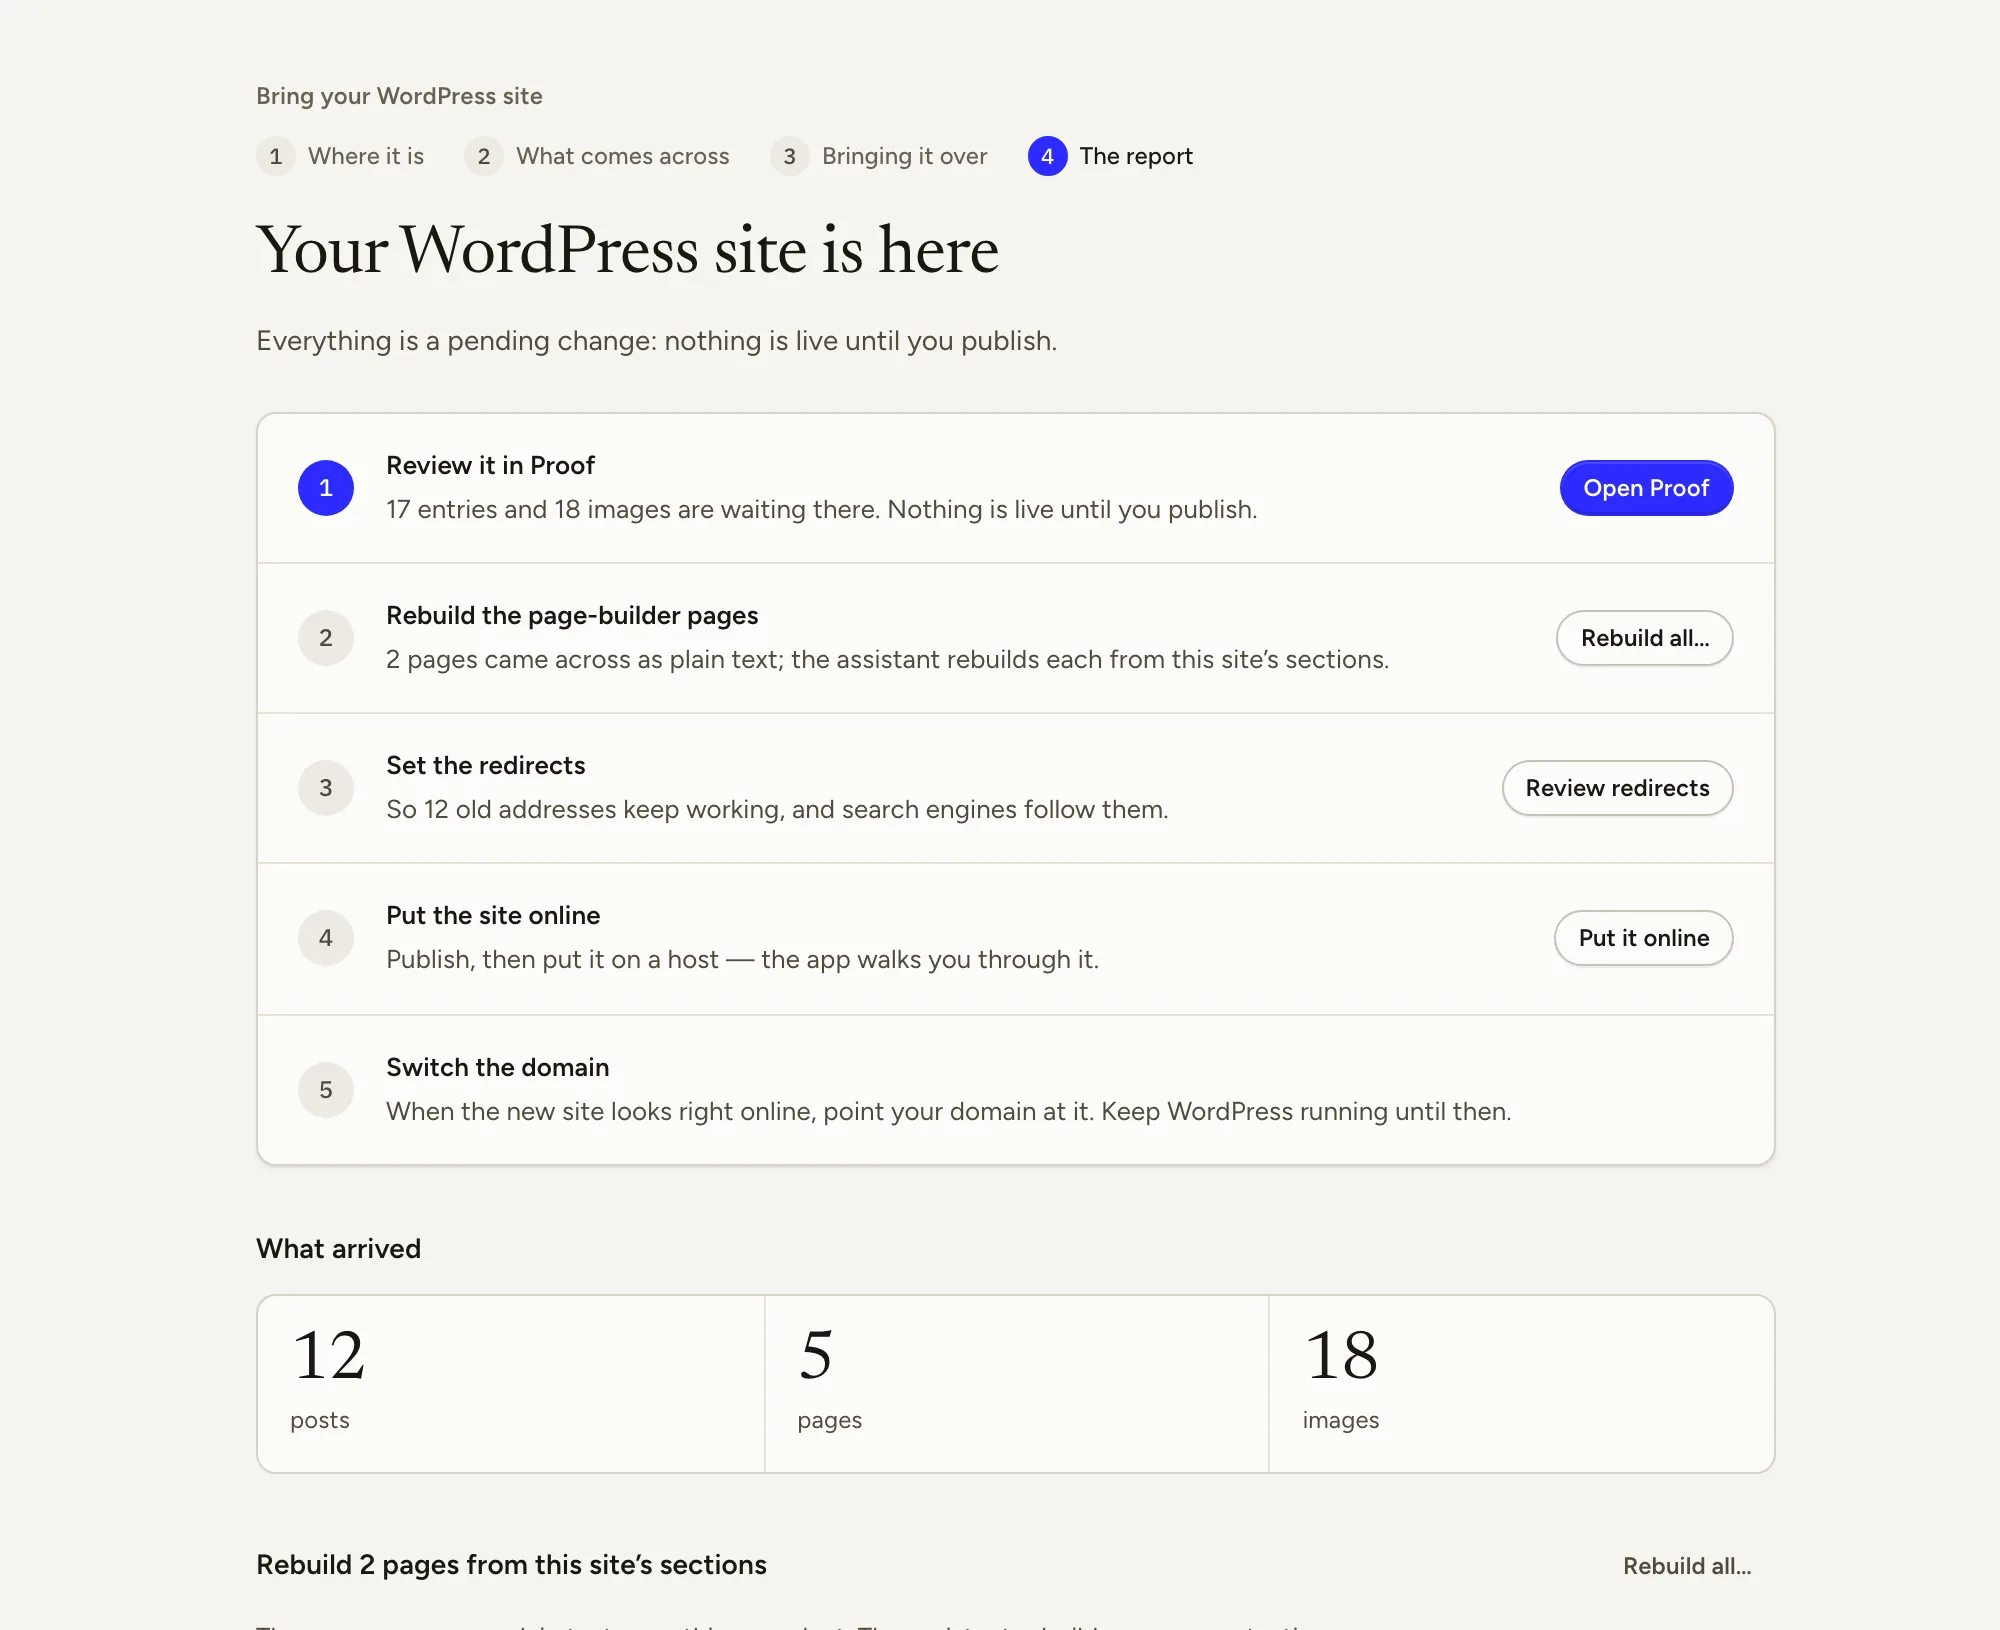 Bring your WordPress site
1 Where it is 2 What comes across 3 Bringing it over 4 The report
Your WordPress site is here
Everything is a pending change: nothing is live until you publish.
1
Review it in Proof
17 entries and 18 images are waiting there. Nothing is live until you publish.
Open Proof
2
Rebuild the page-builder pages
2 pages came across as plain text; the assistant rebuilds each from this site’s sections.
Rebuild all…
3
Set the redirects
So 12 old addresses keep working, and search engines follow them.
Review redirects
4
Put the site online
Publish, then put it on a host — the app walks you through it.
Put it online
5
Switch the domain
When the new site looks right online, point your domain at it. Keep WordPress running until then.
What arrived
12
posts
5
pages
18
images
Rebuild 2 pages from this site’s sections
Rebuild all…